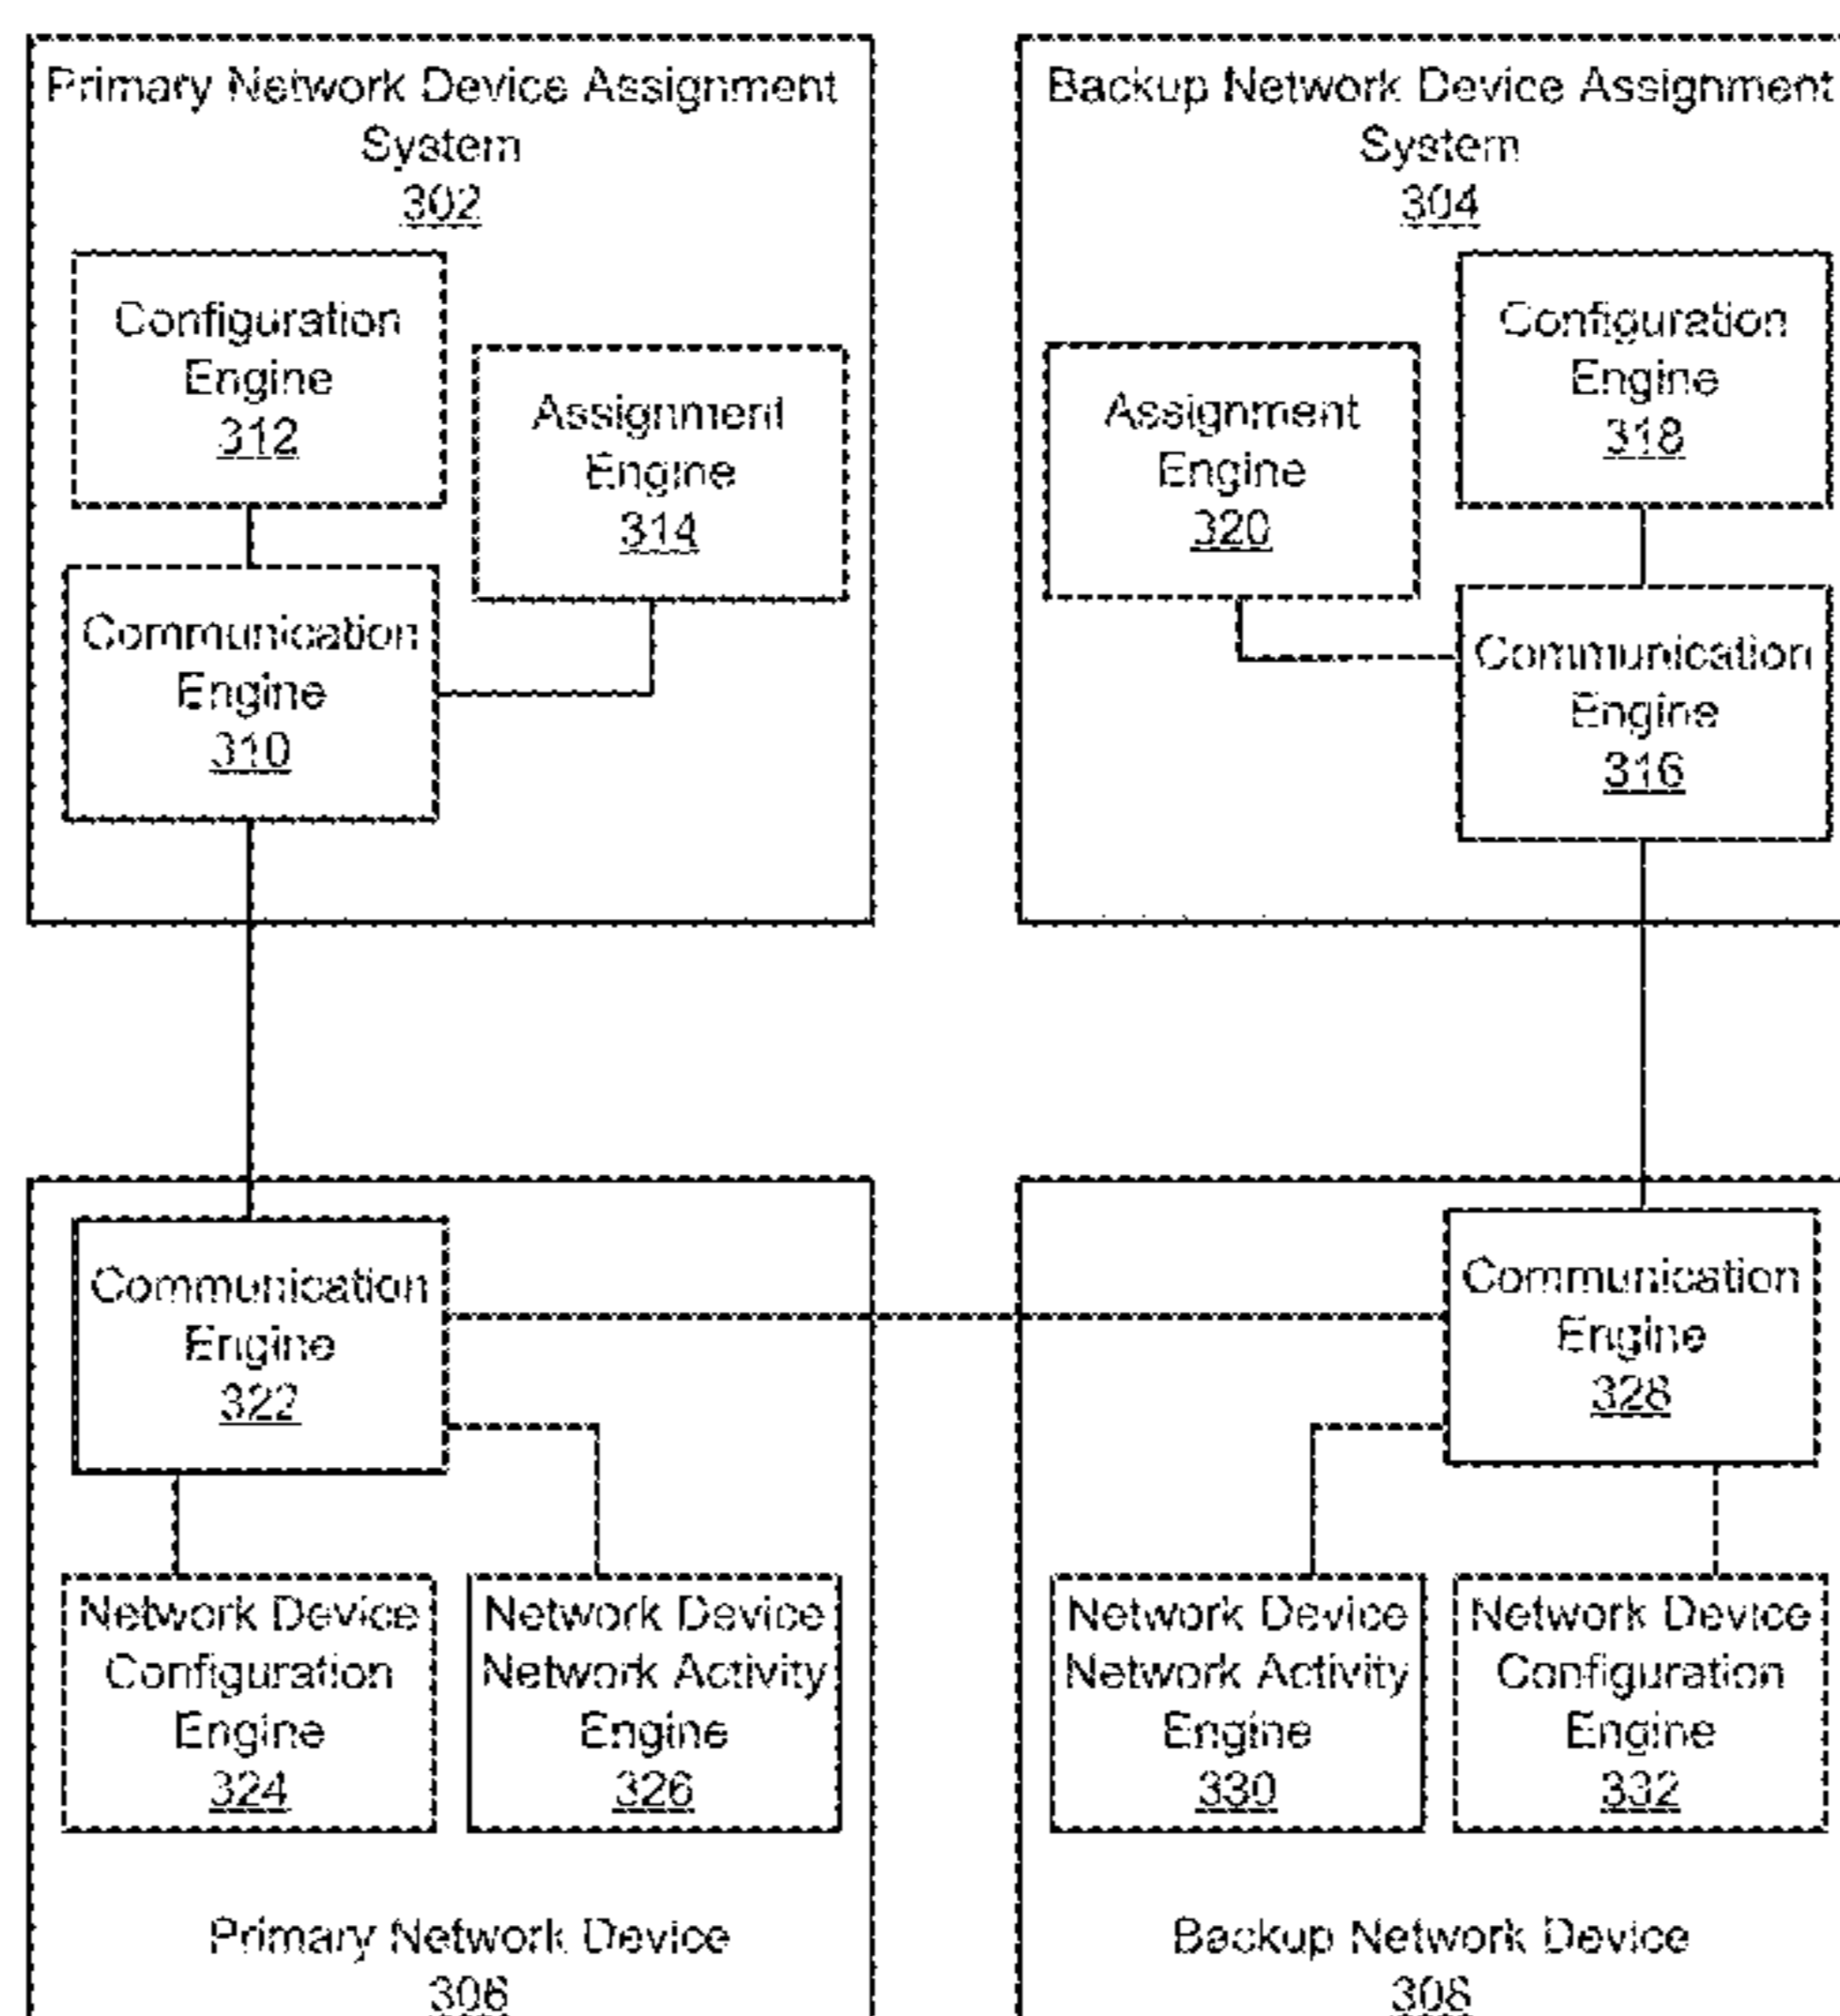 Primary Network Device Assignment
System
302
Configuration
Engine
312
Assignment
Engine
314
Communication
Engine
310
Backup Network Device Assignment
System
304
Configuration
Engine
318
Assignment
Engine
320
Communication
Engine
316
Communication
Engine
322
Network Device
Configuration
Engine
324
Network Device
Network Activity
Engine
326
Primary Network Device
306
Communication
Engine
328
Network Device
Network Activity
Engine
330
Network Device
Configuration
Engine
332
Backup Network Device
308